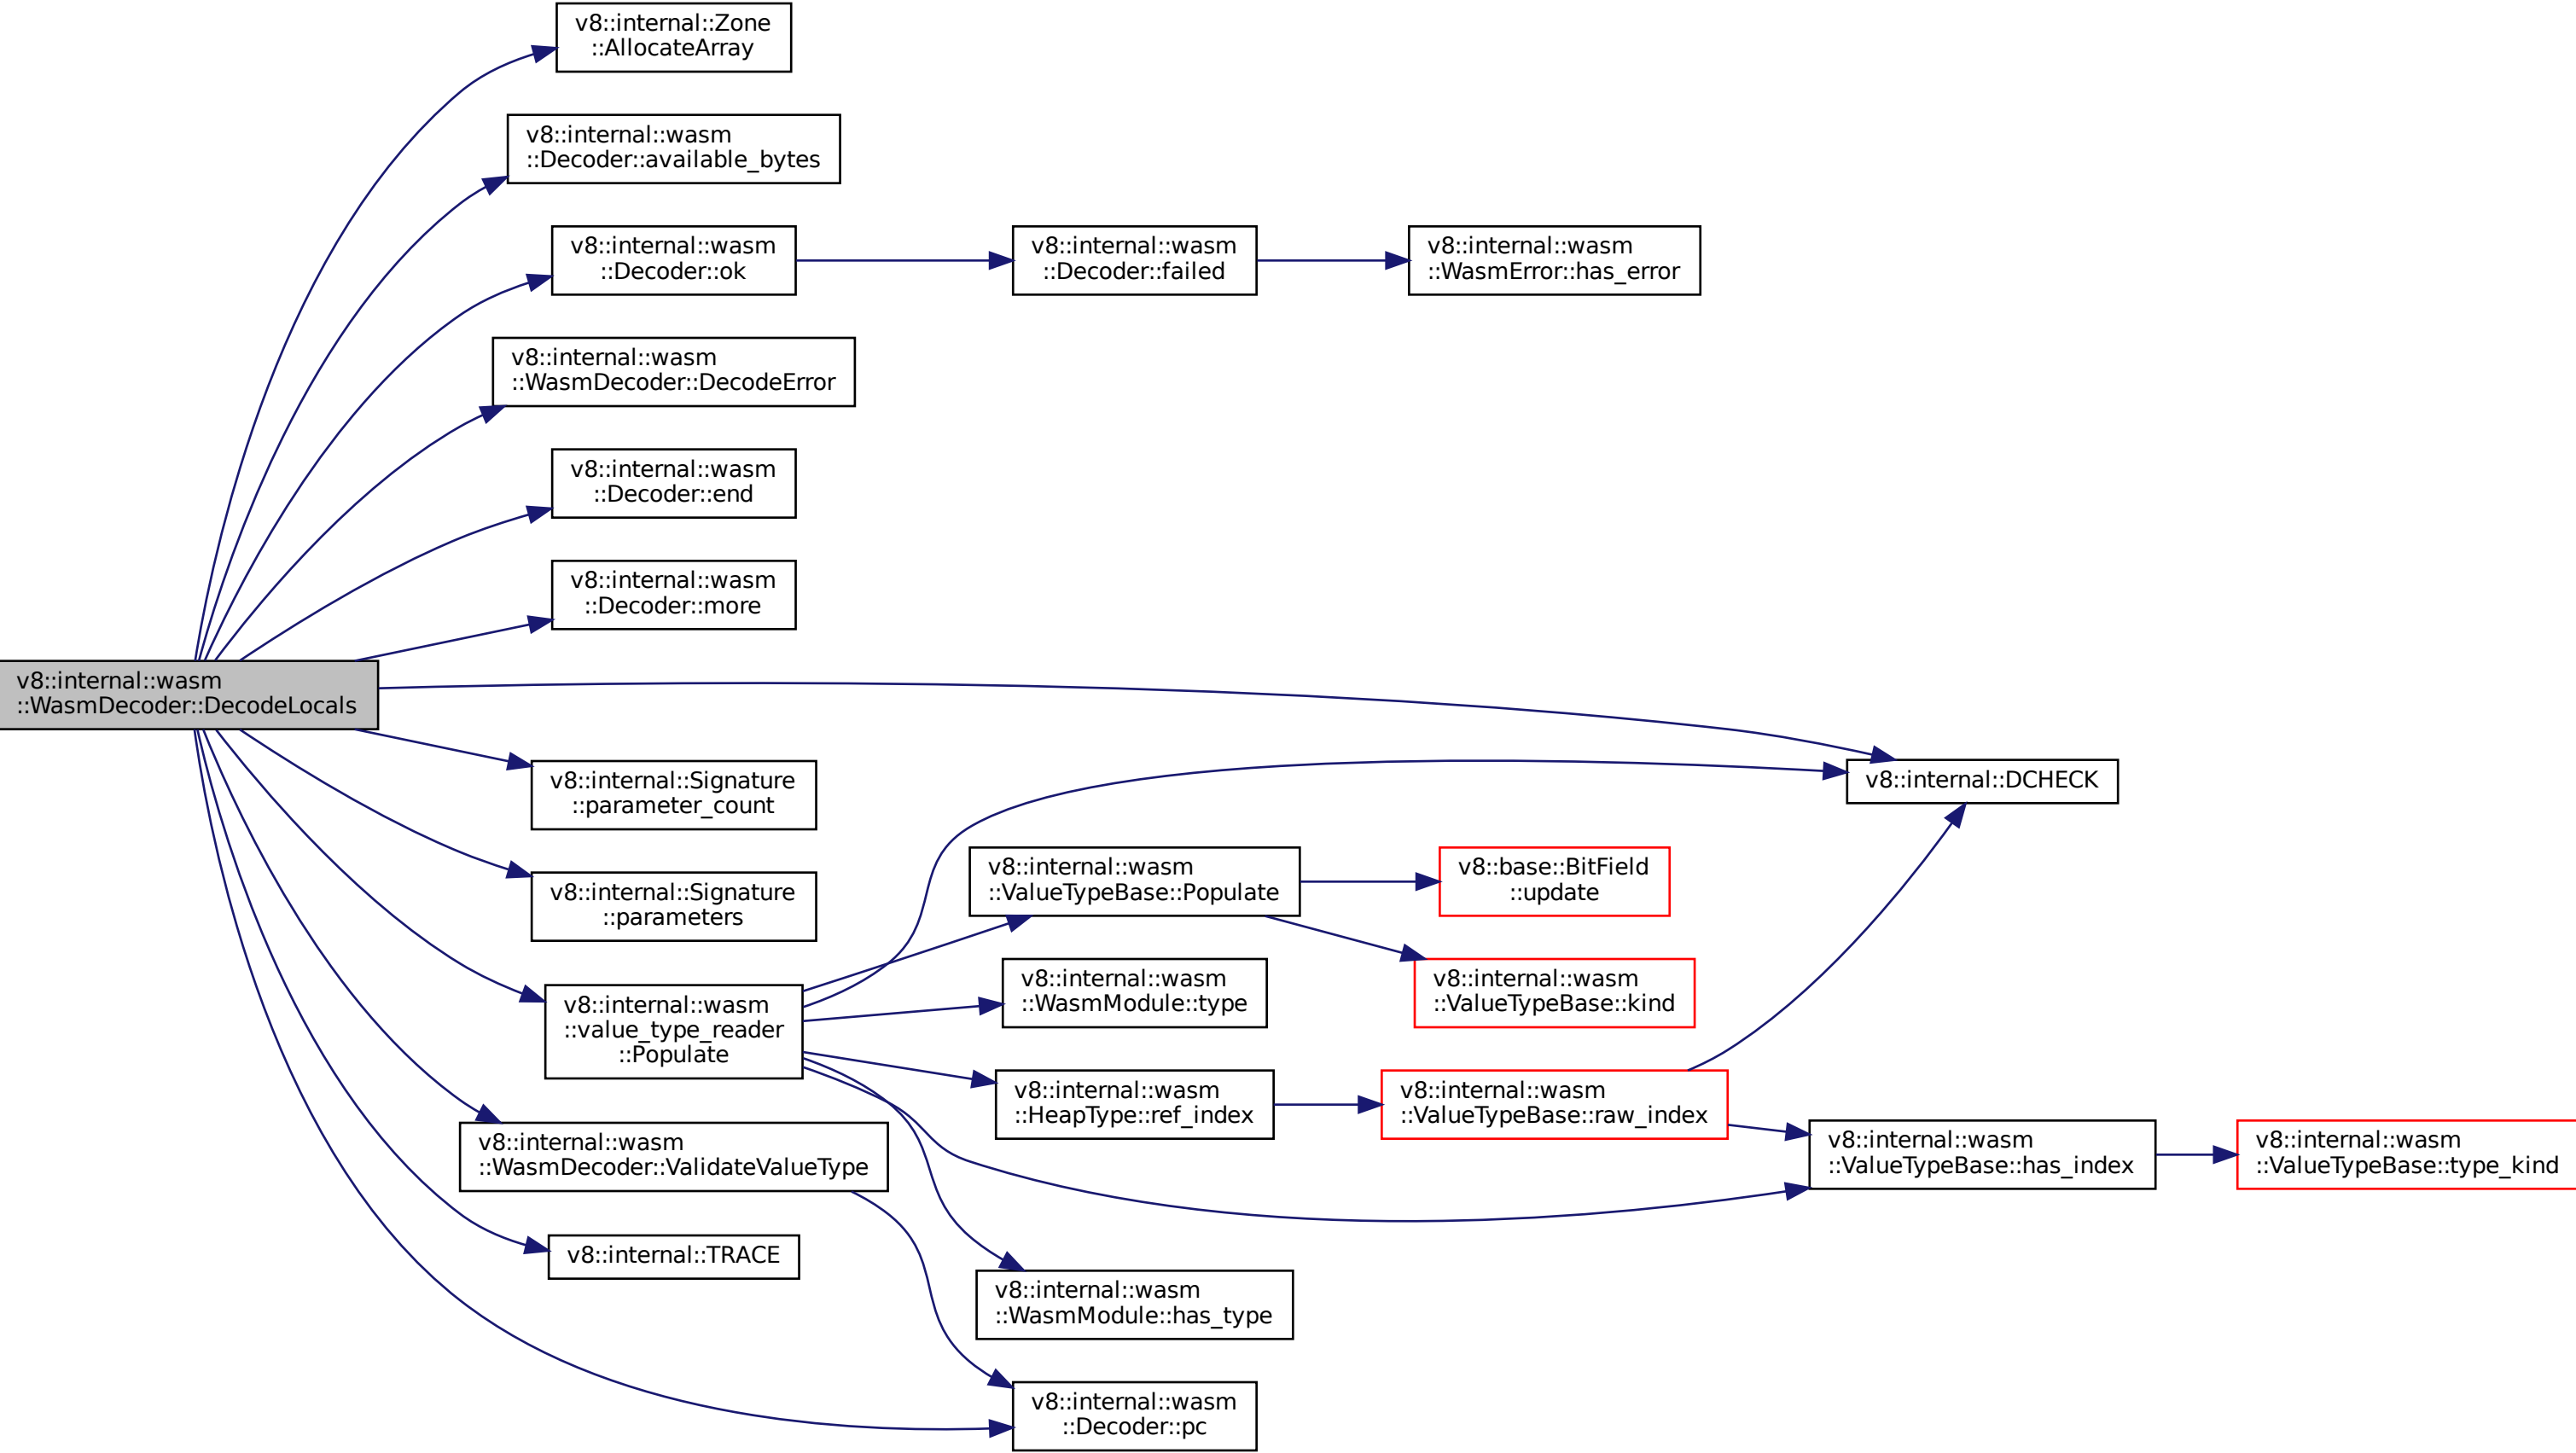 v8::internal::Zone
::AllocateArray
v8::internal::wasm
::Decoder::available_bytes
v8::internal::wasm
::Decoder::ok
v8::internal::wasm
::Decoder::failed
v8::internal::wasm
::WasmError::has_error
v8::internal::wasm
::WasmDecoder::DecodeError
v8::internal::wasm
::Decoder::end
v8::internal::wasm
::Decoder::more
v8::internal::wasm
::WasmDecoder::DecodeLocals
v8::internal::Signature
::parameter_count
v8::internal::DCHECK
v8::internal::Signature
::parameters
v8::internal::wasm
::ValueTypeBase::Populate
v8::base::BitField
::update
v8::internal::wasm
::value_type_reader
::Populate
v8::internal::wasm
::WasmModule::type
v8::internal::wasm
::ValueTypeBase::kind
v8::internal::wasm
::HeapType::ref_index
v8::internal::wasm
::ValueTypeBase::raw_index
v8::internal::wasm
::ValueTypeBase::has_index
v8::internal::wasm
::ValueTypeBase::type_kind
v8::internal::wasm
::WasmDecoder::ValidateValueType
v8::internal::TRACE
v8::internal::wasm
::WasmModule::has_type
v8::internal::wasm
::Decoder::pc